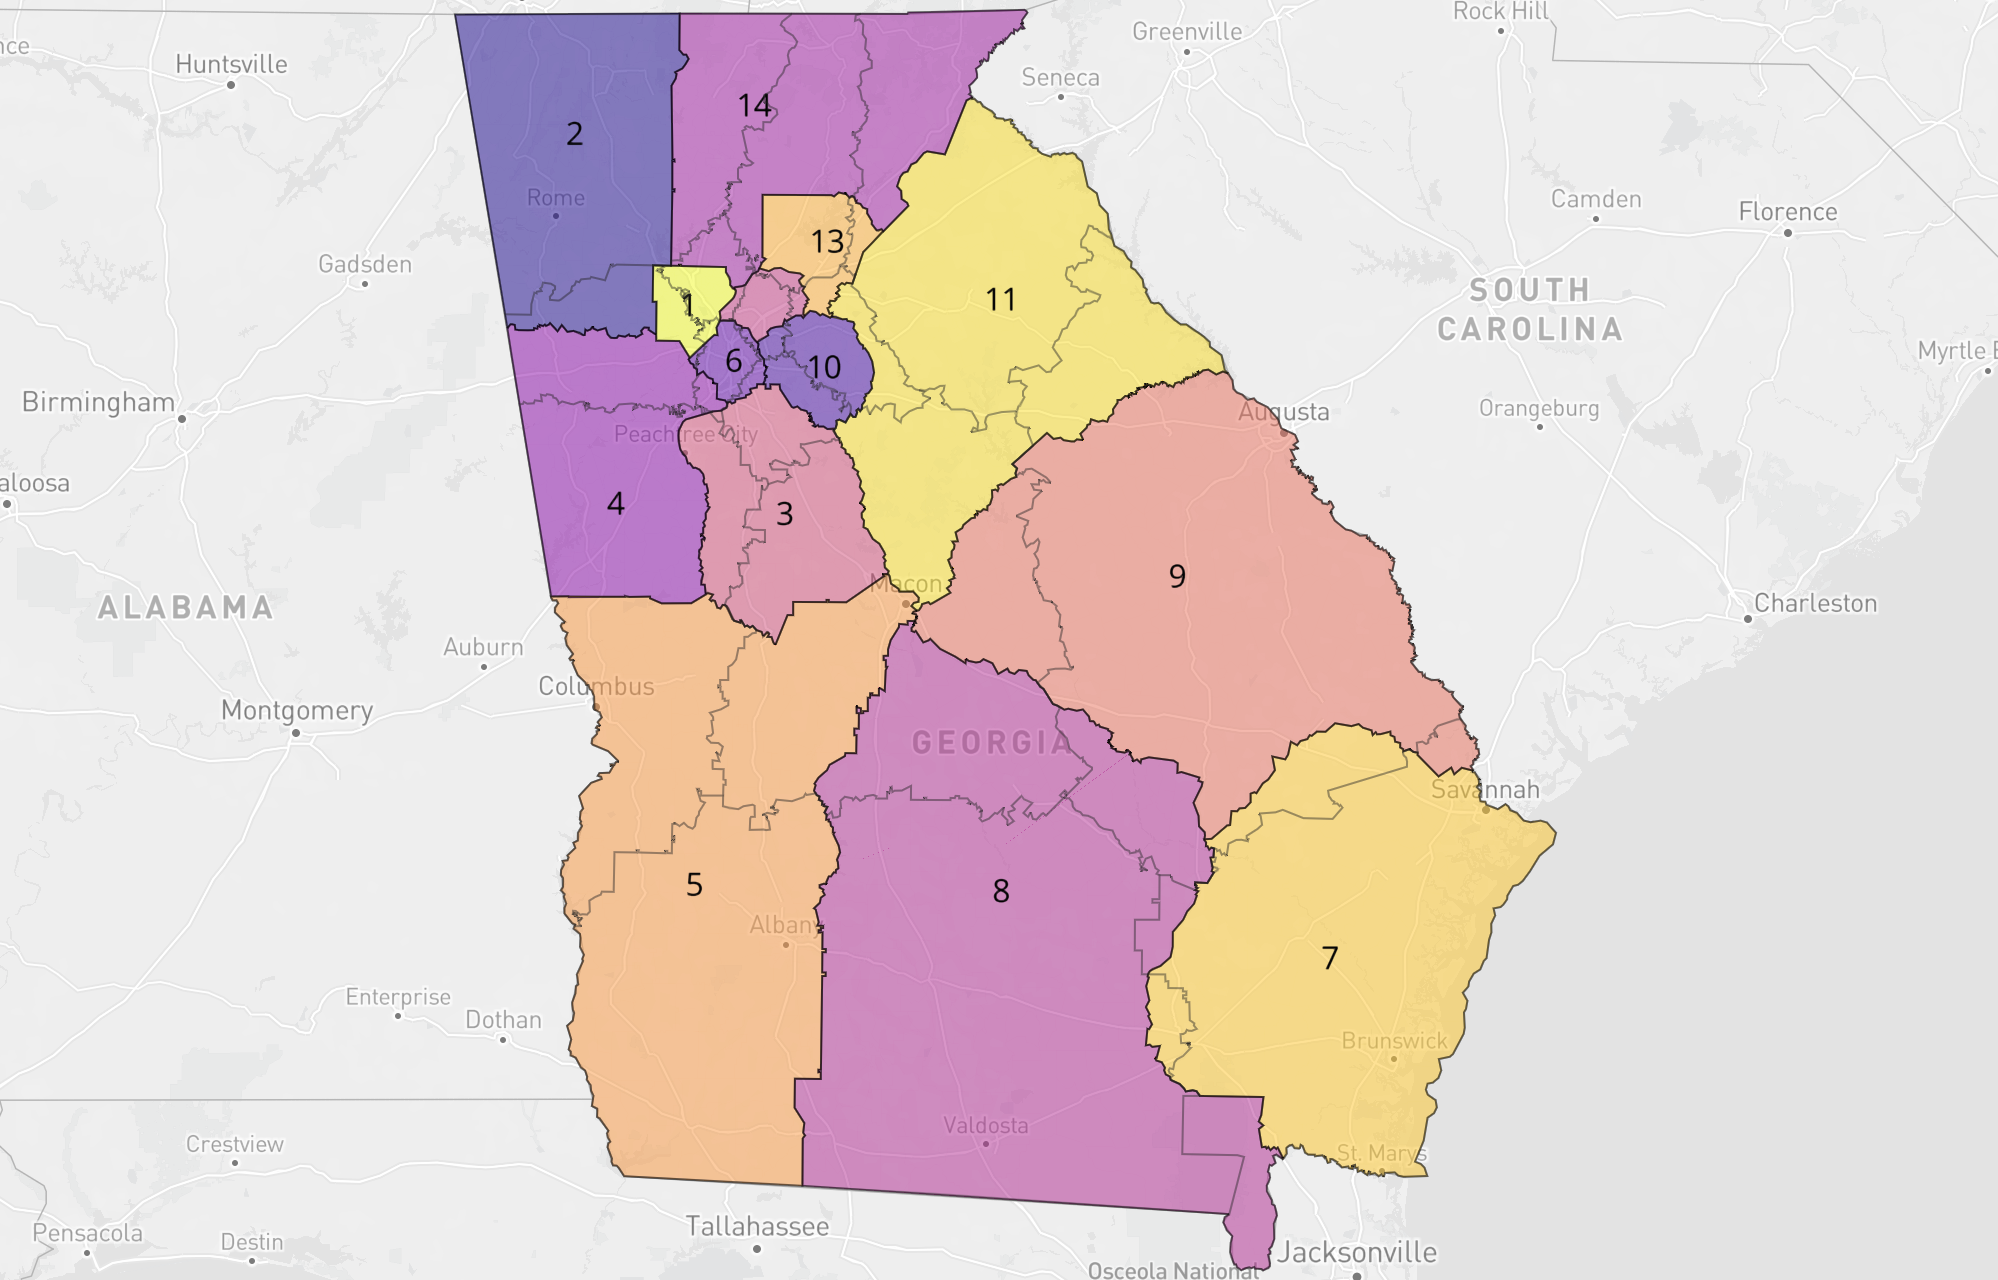 Rock Hill
nce
Greenville
Huntsville
Seneca
14
2
Rome
Camden
Florence
13
Gadsden
SOUTH
CAROLINA
11
1
Myrtle B
6
10
Birmingham
Augusta
Orangeburg
Peachtree City
aloosa
4
3
Macon
9
ALABAMA
Charleston
Auburn
Columbus
Montgomery
GEORGIA
Savannah
5
8
Albany
7
Enterprise
Dothan
Brunswick
Valdosta
Crestview
St. Marys
Pensacola
Tallahassee
Destin
Jacksonville
Osceola National